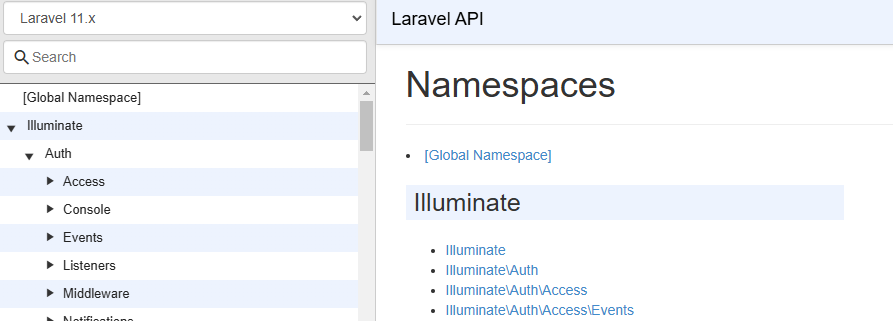 Laravel 11.x
Search
[Global Namespace]
Illuminate
Auth
Access
Console
Events
Listeners
Middleware
Notifications
Laravel API
Namespaces
[Global Namespace]
Illuminate
Illuminate
Illuminate\Auth
Illuminate\Auth\Access
Illuminate\Auth\Access\Events